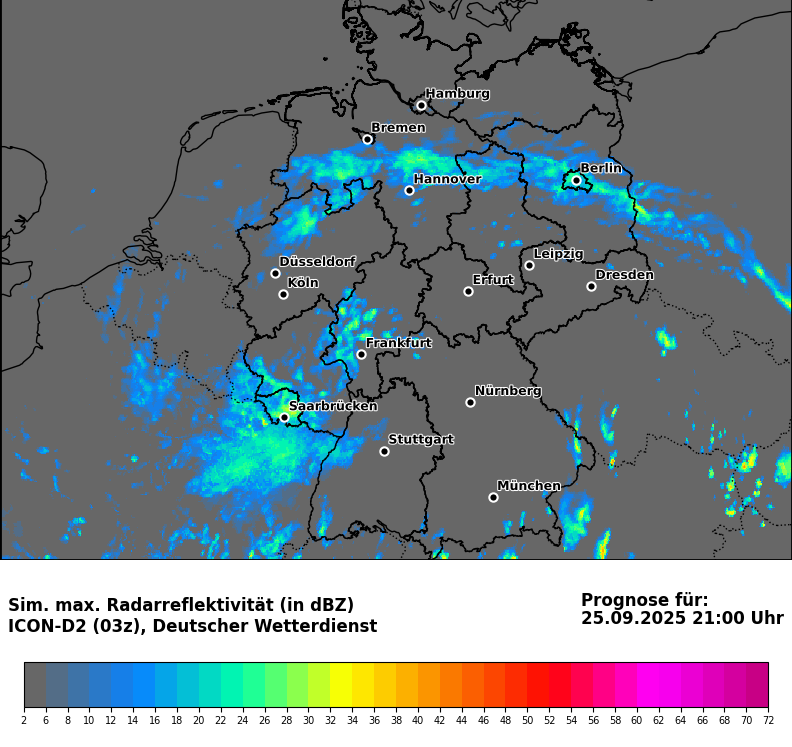 Hamburg
Bremen
Berlin
Hannover
Leipzig
Düsseldorf
Dresden
Köln
Erfurt
Frankfurt
Nürnberg
Saarbrücken
Stuttgart
München
Sim. max. Radarreflektivität (in dBZ)
ICON-D2 (03z), Deutscher Wetterdienst
Prognose für:
25.09.2025 21:00 Uhr
2 6 8 10 12 14 16 18 20 22 24 26 28 30 32 34 36 38 40 42 44 46 48 50 52 54 56 58 60 62 64 66 68 70 72